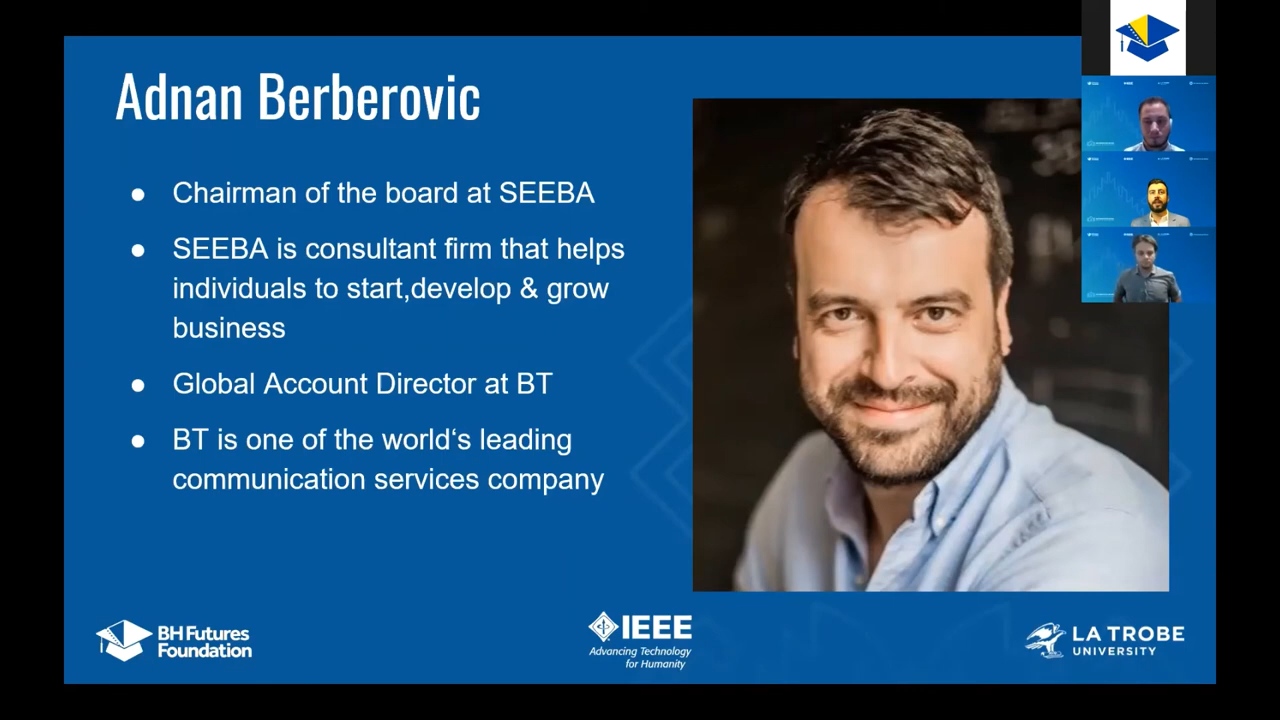 Adnan Berberovic
● Chairman of the board at SEEBA
● SEEBA is consultant firm that helps
individuals to start,develop & grow
business
● Global Account Director at BT
● BT is one of the world‘s leading
communication services company
BH Futures
Foundation
IEEE
Advancing Technology
for Humanity
LA TROBE
UNIVERSITY